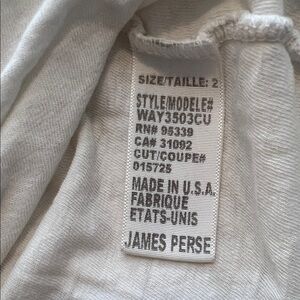 SIZE/TAILLE: 2
STYLE/MODELE#
WAY3503CU
RN# 95339
CA# 31092
CUT/COUPE#
015725
MADE IN U.S.A.
FABRIQUE
ETATS-UNIS
JAMES PERSE